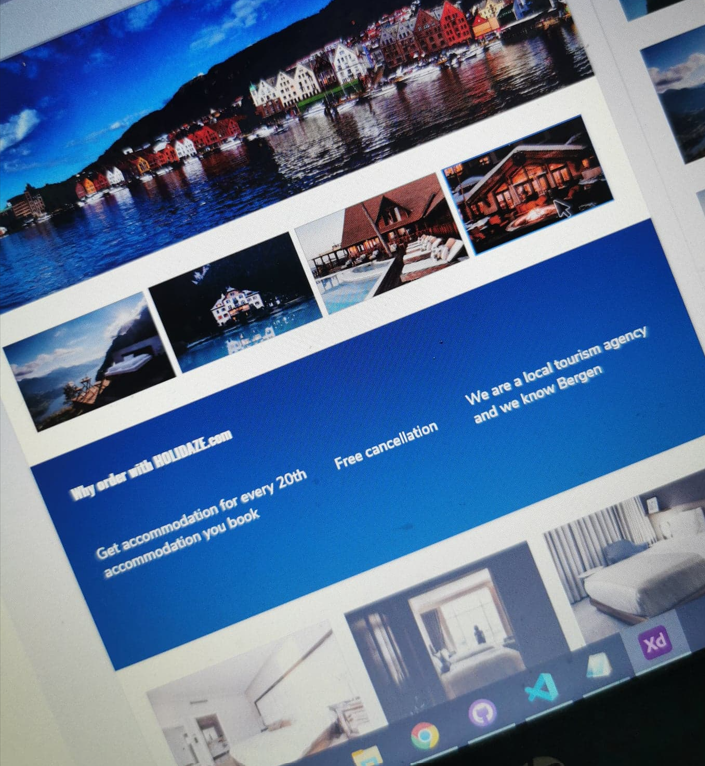 Why order with HOLIDAZE.com
Get accommodation for every 20th
accommodation you book
Free cancellation
We are a local tourism agency
and we know Bergen
Xd